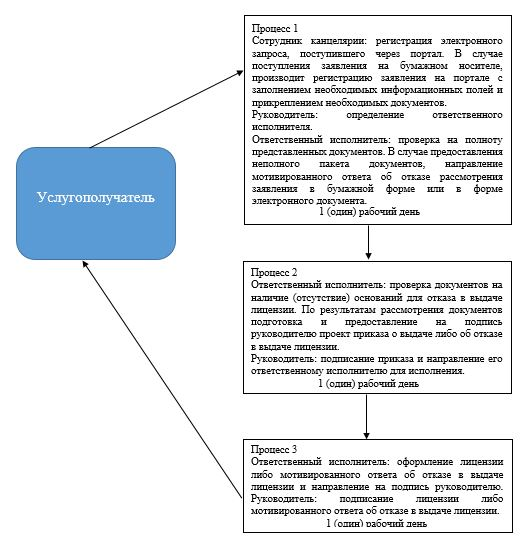 Процесс 1
Сотрудник канцелярии: регистрация электронного
запроса, поступившего через портал. В случае
поступления заявления на бумажном носителе,
производит регистрацию заявления на портале с
заполнением необходимых информационных полей и
прикреплением необходимых документов.
Руководитель: определение ответственного
исполнителя.
Ответственный исполнитель: проверка на полноту
представленных документов. В случае предоставления
неполного пакета документов, направление
мотивированного ответа об отказе рассмотрения
заявления в бумажной форме или в форме
электронного документа.
1 (один) рабочий день
Услугополучатель
Процесс 2
Ответственный исполнитель: проверка документов на
наличие (отсутствие) оснований для отказа в выдаче
лицензии. По результатам рассмотрения документов
подготовка и предоставление на подпись
руководителю проект приказа о выдаче либо об отказе
в выдаче лицензии.
Руководитель: подписание приказа и направление его
ответственному исполнителю для исполнения.
1 (один) рабочий день
Процесс 3
Ответственный исполнитель: оформление лицензии
либо мотивированного ответа об отказе в выдаче
лицензии и направление на подпись руководителю.
Руководитель: подписание лицензии либо
мотивированного ответа об отказе в выдаче лицензии.
1 (один) рабочий день